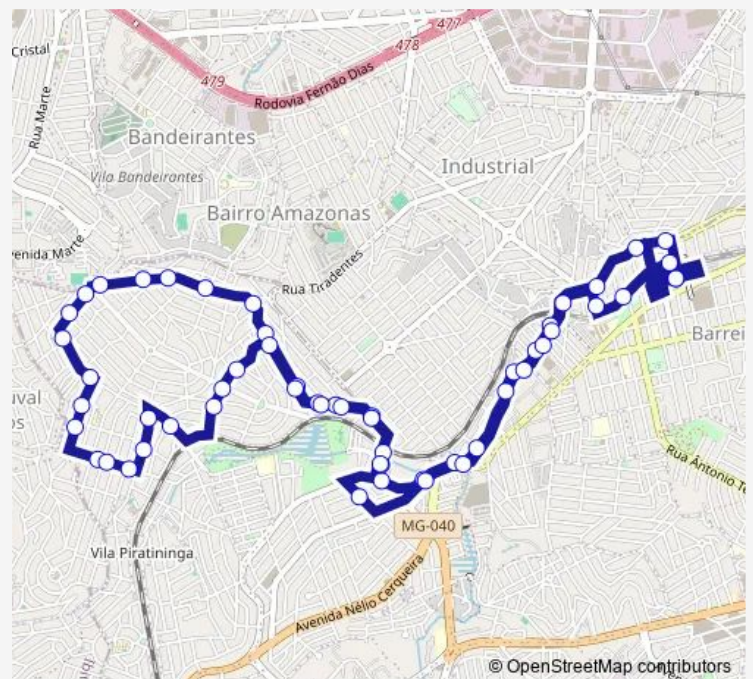 477
478
479
Cristal
Rodovia Fernão Dias
Rua Marte
Bandeirantes
Vila Bandeirantes
Industrial
Bairro Amazonas
venida Marte
Rua Tiradentes
Barrei
uval
os
Rua Antonio Te
MG-040
Vila Piratininga
Avenida Nélio Cerqueira
© OpenStreetMap contributors